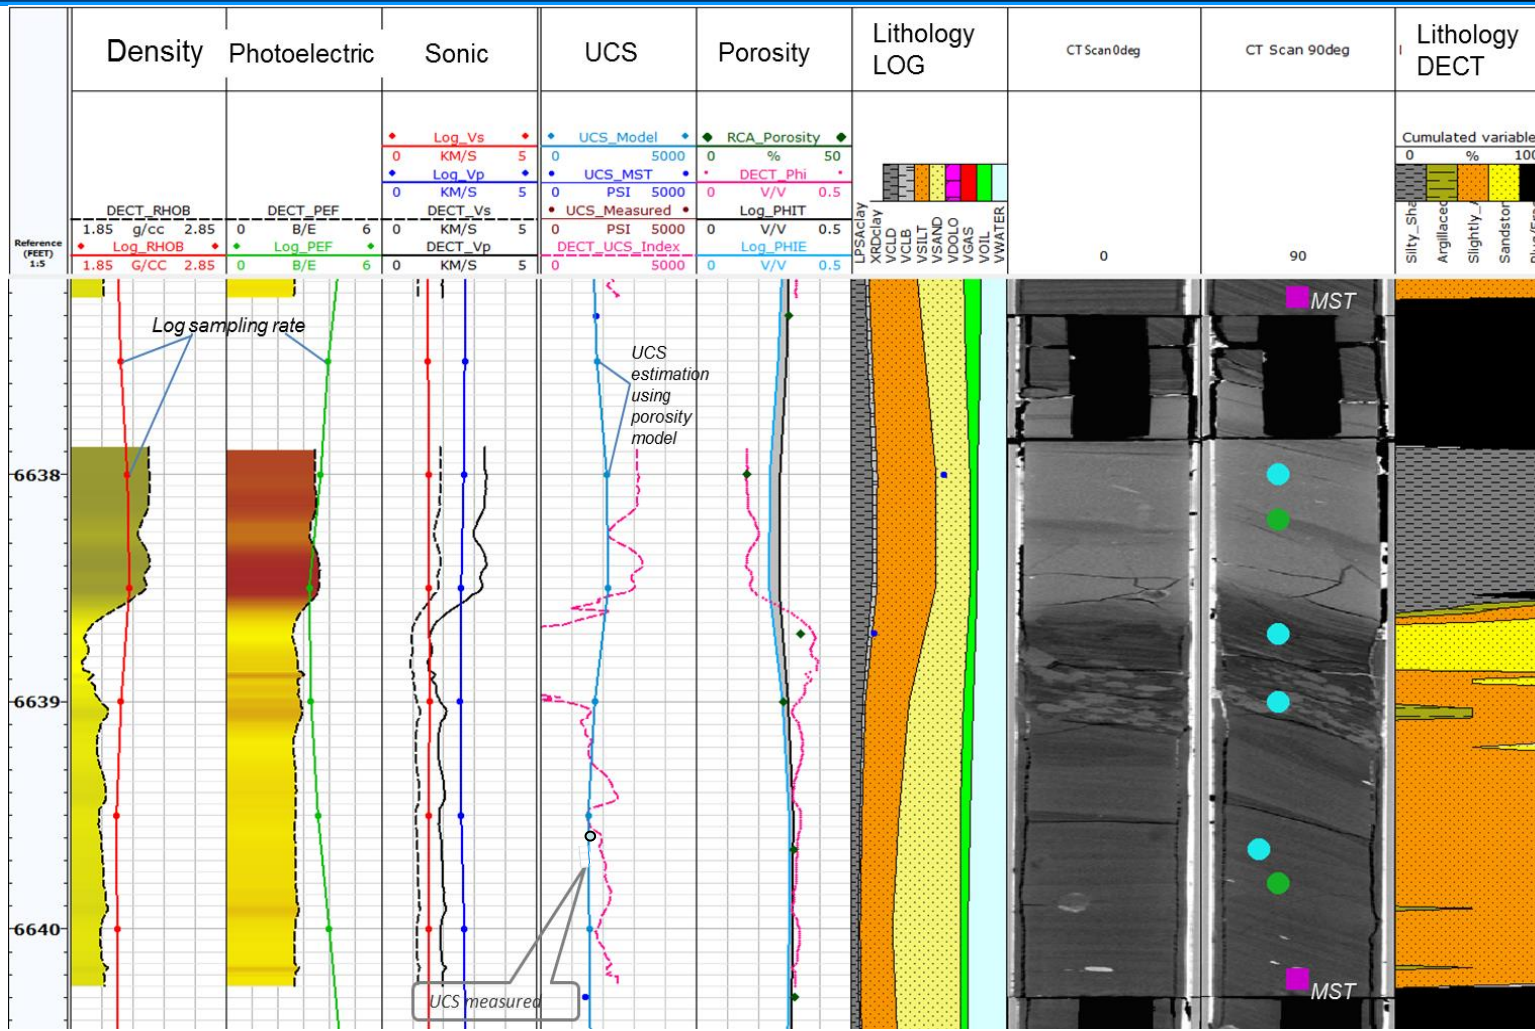 Density
Photoelectric
Sonic
UCS
Porosity
Lithology
LOG
CT Scan 0deg
CT Scan 90deg
Lithology
DECT
Reference
(FEET)
1:5
DECT_RHOB
1.85 g/cc 2.85
Log_RHOB
1.85 G/CC 2.85
DECT_PEF
0 B/E 6
Log_PEF
0 B/E 6
Log_Vs
0 KM/S 5
Log_Vp
0 KM/S 5
DECT_Vs
0 KM/S 5
DECT_Vp
0 KM/S 5
UCS_Model
0 5000
UCS_MST
0 PSI 5000
UCS_Measured
0 PSI 5000
DECT_UCS_Index
0 5000
RCA_Porosity
0 % 50
DECT_Phi
0 V/V 0.5
Log_PHIT
0 V/V 0.5
Log_PHIE
0 V/V 0.5
LPSAclay
XRDclay
VCLD
VCLB
VSILT
VSAND
VDOLO
VGAS
VOIL
VWATER
0
90
Cumulated variable
0 % 100
Silty_Sha
Argillaceo
Slightly_A
Sandston
Log sampling rate
UCS
estimation
using
porosity
model
MST
6638
6639
6640
UCS measured
MST